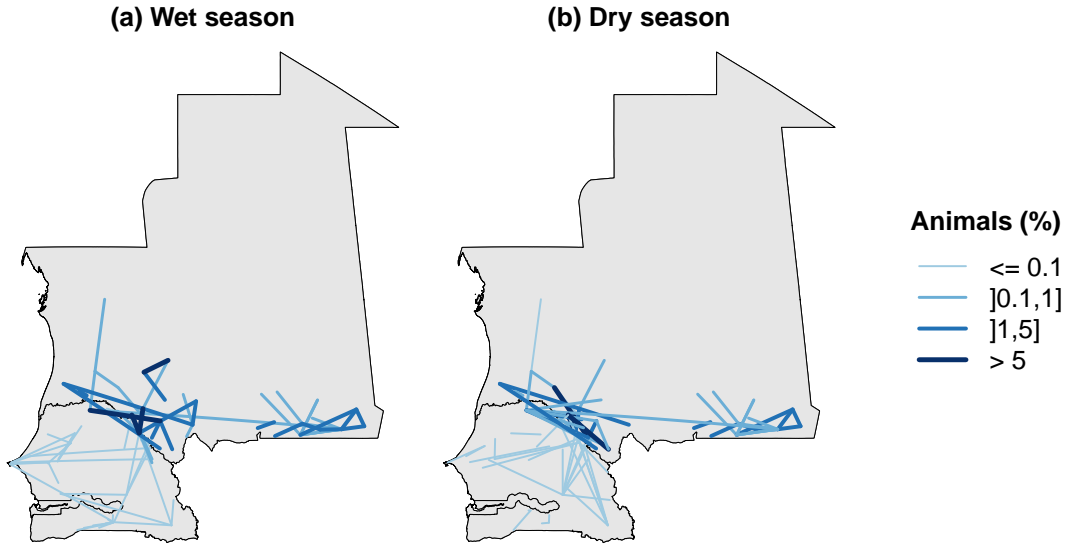 (a) Wet season
(b) Dry season
Animals (%)
<= 0.1
]0.1,1]
]1,5]
> 5